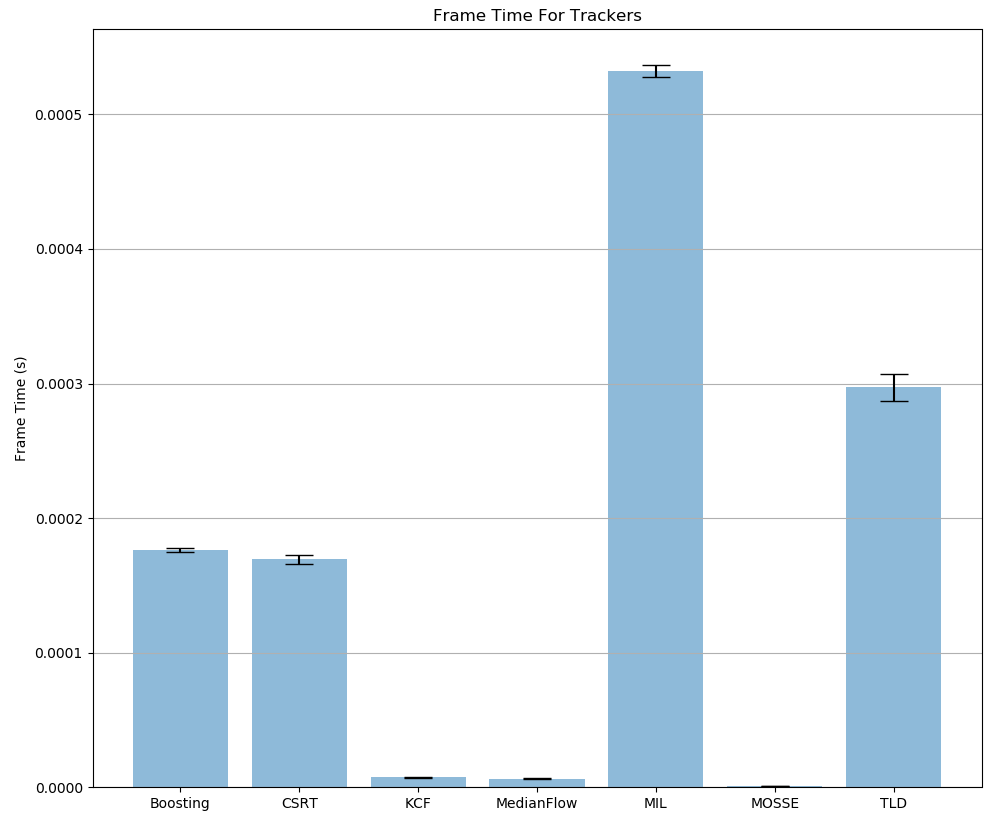 Frame Time For Trackers
Frame Time (s)
0.0005
0.0004
0.0003
0.0002
0.0001
0.0000
Boosting CSRT KCF MedianFlow MIL MOSSE TLD